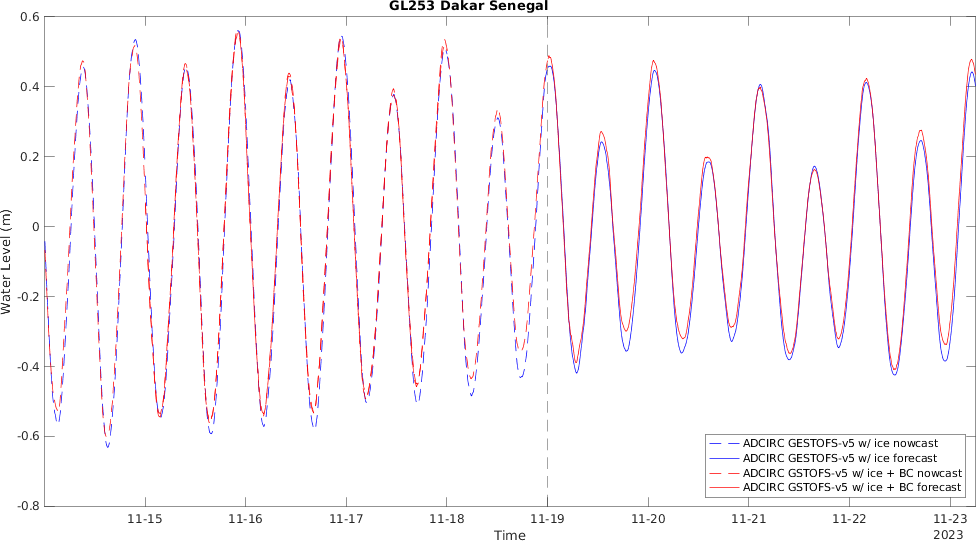 GL253 Dakar Senegal
0.6
0.4
0.2
0
-0.2
-0.4
-0.6
-0.8
Water Level (m)
11-15
11-16
11-17
11-18
11-19
11-20
11-21
11-22
11-23
2023
Time
ADCIRC GESTOFS-v5 w/ ice nowcast
ADCIRC GESTOFS-v5 w/ ice forecast
ADCIRC GSTOFS-v5 w/ ice + BC nowcast
ADCIRC GSTOFS-v5 w/ ice + BC forecast